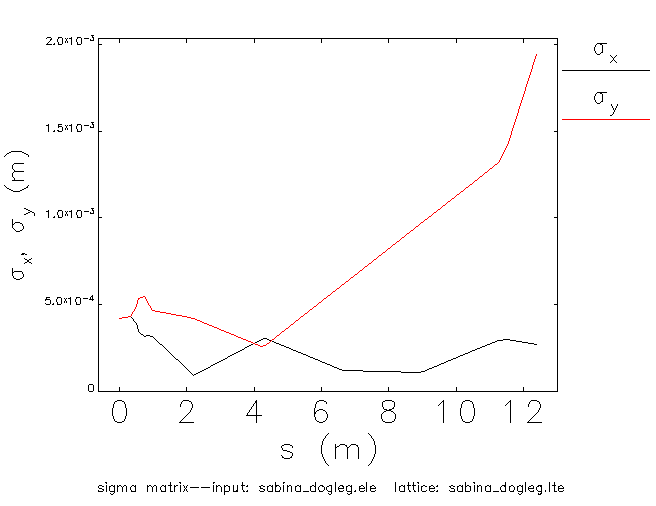 2.0×10⁻³
1.5×10⁻³
1.0×10⁻³
5.0×10⁻⁴
0
σx, σy (m)
0 2 4 6 8 10 12
s (m)
σx
σy
sigma matrix--input: sabina_dogleg.ele lattice: sabina_dogleg.lte